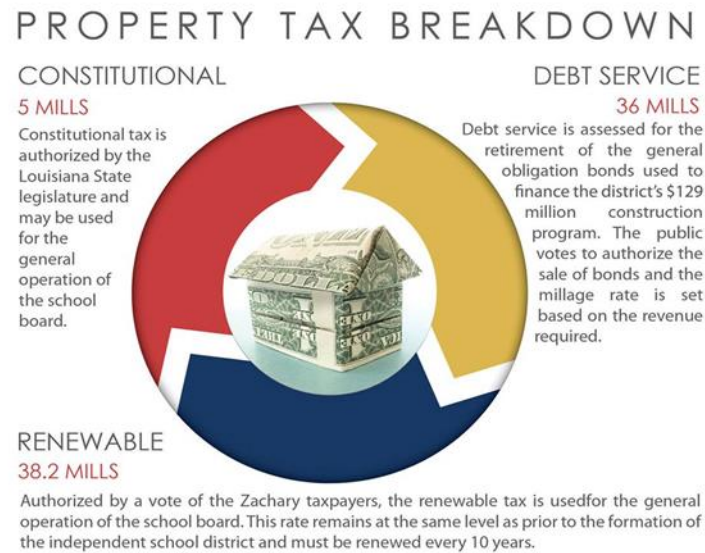 PROPERTY TAX BREAKDOWN
CONSTITUTIONAL
5 MILLS
Constitutional tax is
authorized by the
Louisiana State
legislature and
may be used
for the
general
operation of
the school
board.
DEBT SERVICE
36 MILLS
Debt service is assessed for the
retirement of the general
obligation bonds used to
finance the district's $129
million construction
program. The public
votes to authorize the
sale of bonds and the
millage rate is set
based on the revenue
required.
RENEWABLE
38.2 MILLS
Authorized by a vote of the Zachary taxpayers, the renewable tax is usedfor the general
operation of the school board. This rate remains at the same level as prior to the formation of
the independent school district and must be renewed every 10 years.